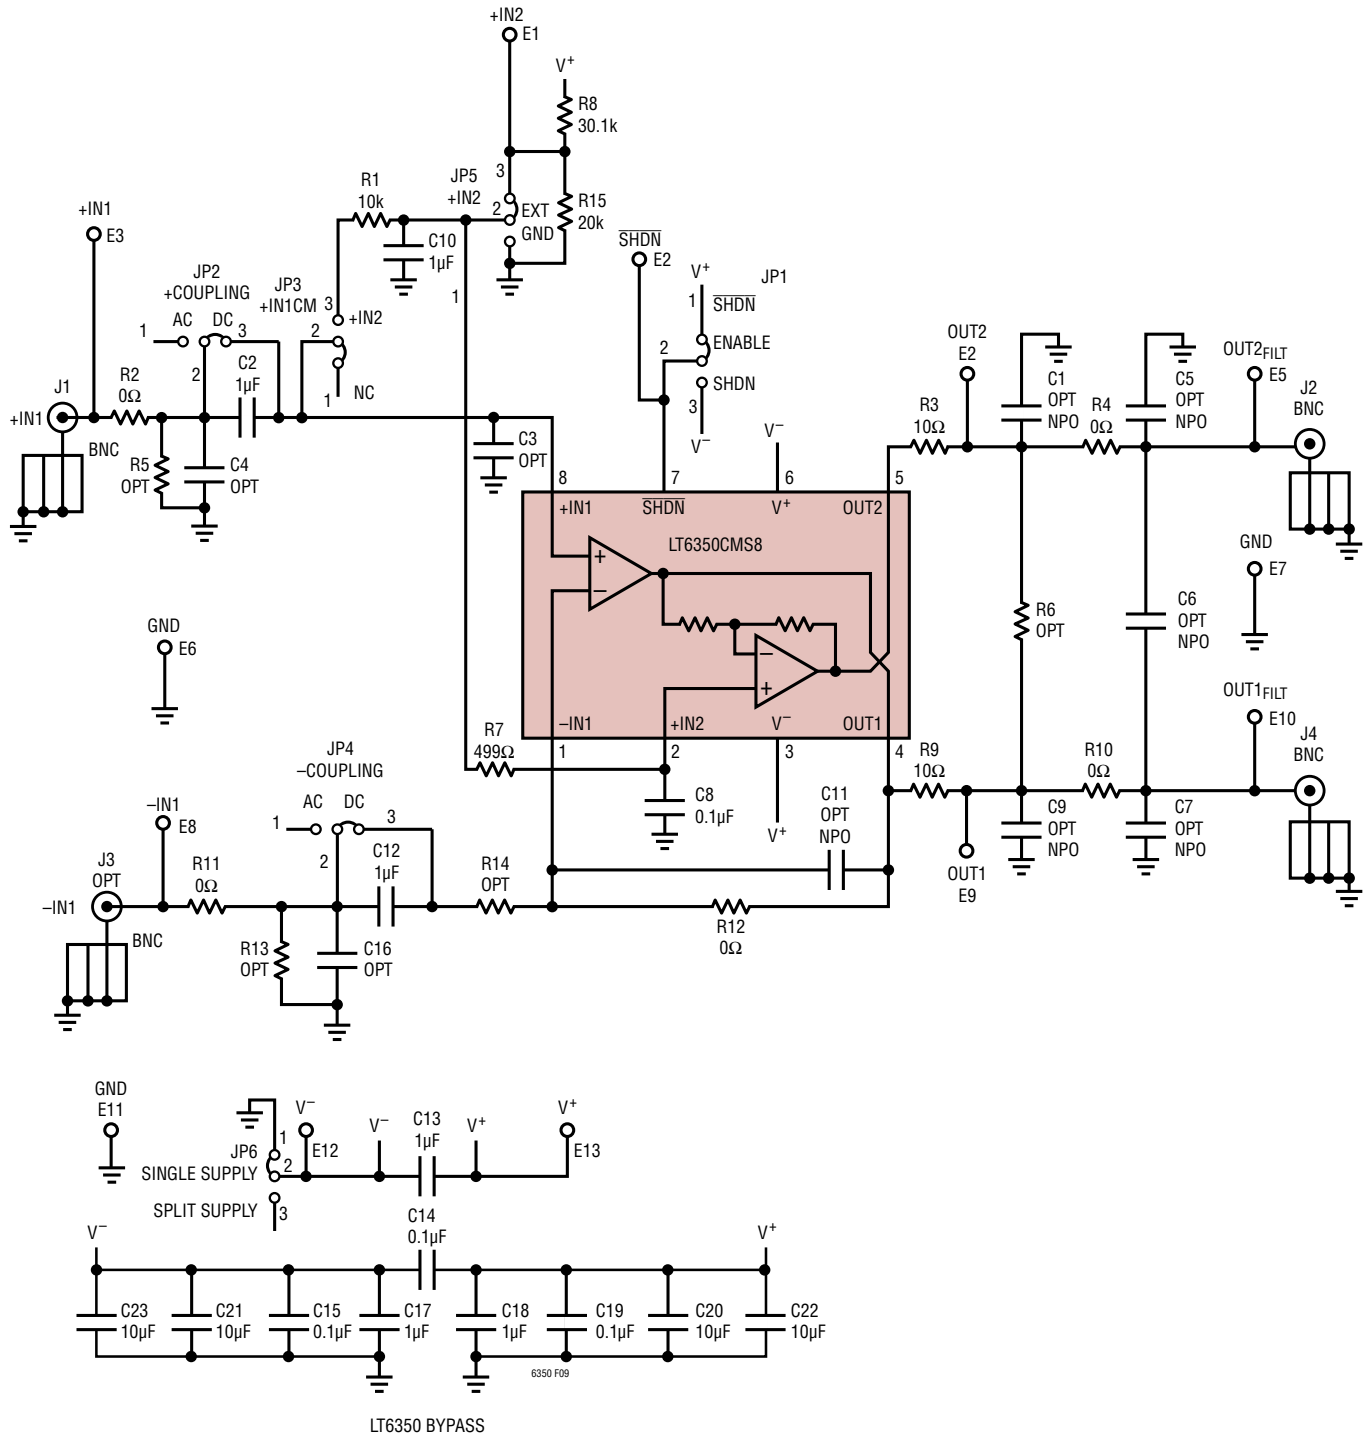 +IN2
E1
V+
R8
30.1k
3
JP5
+IN2
2
EXT
GND
R15
20k
R1
10k
C10
1µF
+IN1
E3
JP2
+COUPLING
1
AC
DC
3
2
JP3
+IN1CM
3
+IN2
2
1
NC
1
SHDN
E2
V+
JP1
1
SHDN
2
ENABLE
SHDN
3
V−
J1
+IN1
BNC
R2
0Ω
C2
1µF
R5
OPT
C4
OPT
C3
OPT
V−
8
7
6
5
+IN1
SHDN
V+
OUT2
LT6350CMS8
+
−
−
+
−IN1
+IN2
V−
OUT1
1
2
3
4
R3
10Ω
OUT2
E2
C1
OPT
NPO
R4
0Ω
C5
OPT
NPO
OUT2FILT
E5
J2
BNC
GND
E7
R6
OPT
C6
OPT
NPO
OUT1FILT
E10
J4
BNC
R9
10Ω
R10
0Ω
C9
OPT
NPO
C7
OPT
NPO
OUT1
E9
GND
E6
R7
499Ω
C8
0.1µF
V+
C11
OPT
NPO
JP4
−COUPLING
AC
DC
1
3
2
−IN1
E8
J3
OPT
−IN1
BNC
R11
0Ω
C12
1µF
R14
OPT
R12
0Ω
R13
OPT
C16
OPT
GND
E11
1
JP6
SINGLE SUPPLY
2
SPLIT SUPPLY
3
V−
E12
V−
C13
1µF
V+
V+
E13
C14
0.1µF
V−
V+
C23
10µF
C21
10µF
C15
0.1µF
C17
1µF
C18
1µF
C19
0.1µF
C20
10µF
C22
10µF
6350 F09
LT6350 BYPASS